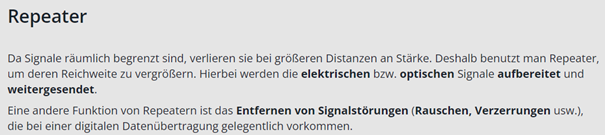 Repeater
Da Signale räumlich begrenzt sind, verlieren sie bei größeren Distanzen an Stärke. Deshalb benutzt man Repeater,
um deren Reichweite zu vergrößern. Hierbei werden die elektrischen bzw. optischen Signale aufbereitet und
weitergesendet.
Eine andere Funktion von Repeatern ist das Entfernen von Signalstörungen (Rauschen, Verzerrungen usw.),
die bei einer digitalen Datenübertragung gelegentlich vorkommen.